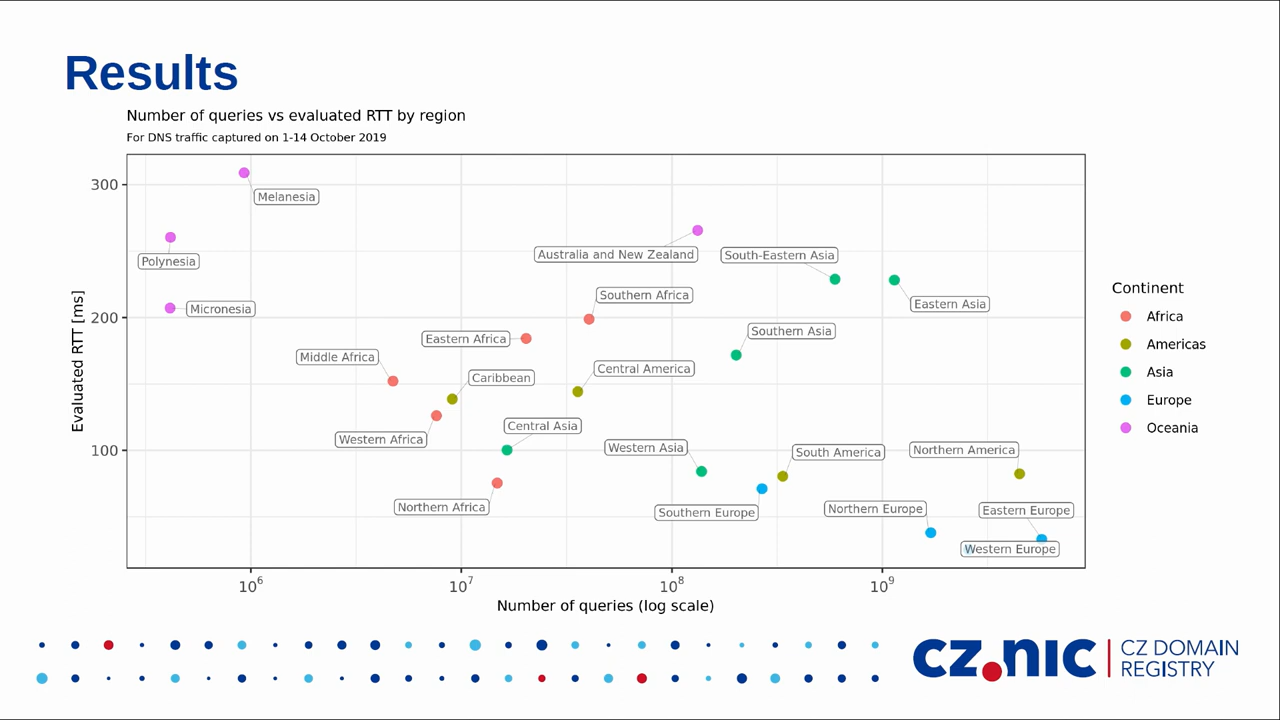 Results
Number of queries vs evaluated RTT by region
For DNS traffic captured on 1-14 October 2019
300
200
100
Evaluated RTT [ms]
Melanesia
Polynesia
Micronesia
Australia and New Zealand
South-Eastern Asia
Eastern Asia
Southern Africa
Eastern Africa
Southern Asia
Middle Africa
Caribbean
Central America
Western Africa
Central Asia
Western Asia
South America
Northern America
Northern Africa
Southern Europe
Northern Europe
Eastern Europe
Western Europe
10⁶
10⁷
10⁸
10⁹
Number of queries (log scale)
Continent
Africa
Americas
Asia
Europe
Oceania
CZ.NIC
CZ DOMAIN
REGISTRY